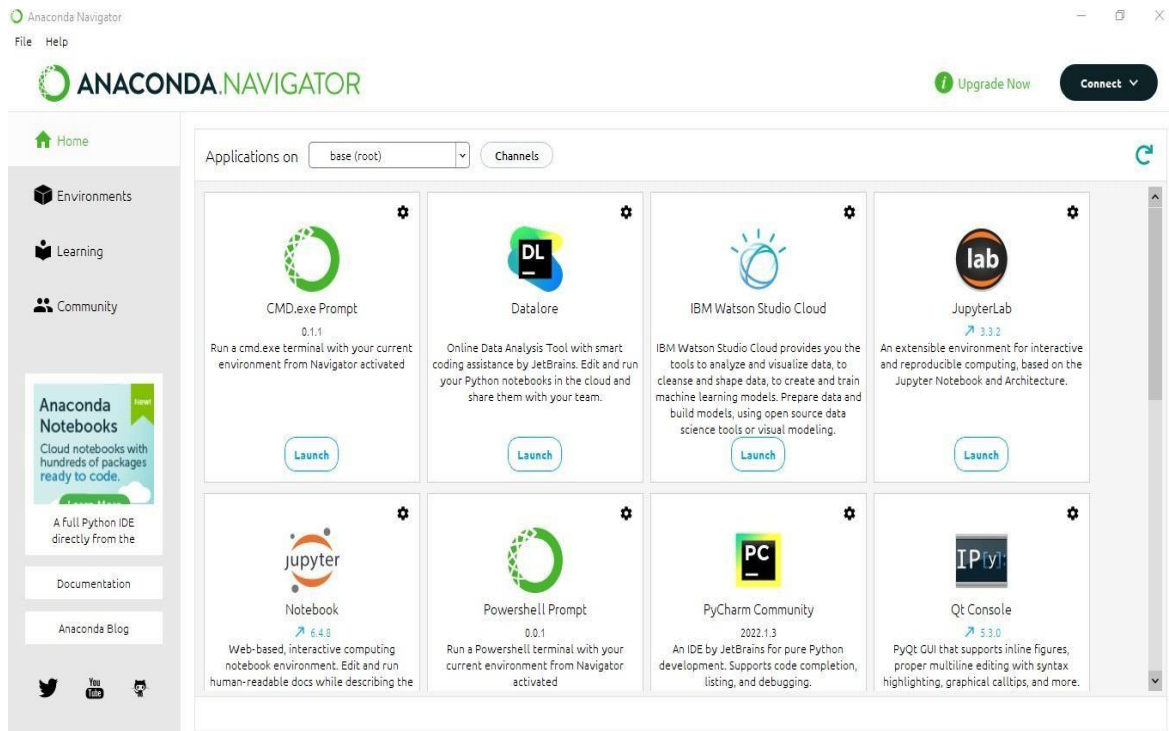 Anaconda Navigator
File Help
ANACONDA.NAVIGATOR
Upgrade Now
Connect
Home
Environments
Learning
Community
Anaconda
Notebooks
New!
Cloud notebooks with
hundreds of packages
ready to code.
Learn More
A full Python IDE
directly from the
Documentation
Anaconda Blog
You
Tube
Applications on base (root) Channels
CMD.exe Prompt
0.1.1
Run a cmd.exe terminal with your current
environment from Navigator activated
Launch
DL
Datalore
Online Data Analysis Tool with smart
coding assistance by JetBrains. Edit and run
your Python notebooks in the cloud and
share them with your team.
Launch
IBM Watson Studio Cloud
IBM Watson Studio Cloud provides you the
tools to analyze and visualize data, to
cleanse and shape data, to create and train
machine learning models. Prepare data and
build models, using open source data
science tools or visual modeling.
Launch
lab
JupyterLab
3.3.2
An extensible environment for interactive
and reproducible computing, based on the
Jupyter Notebook and Architecture.
Launch
jupyter
Notebook
6.4.8
Web-based, interactive computing
notebook environment. Edit and run
human-readable docs while describing the
Powershell Prompt
0.0.1
Run a Powershell terminal with your
current environment from Navigator
activated
PC
PyCharm Community
2022.1.3
An IDE by JetBrains for pure Python
development. Supports code completion,
listing, and debugging.
IP[y]:
Qt Console
5.3.0
PyQt GUI that supports inline figures,
proper multiline editing with syntax
highlighting, graphical calltips, and more.